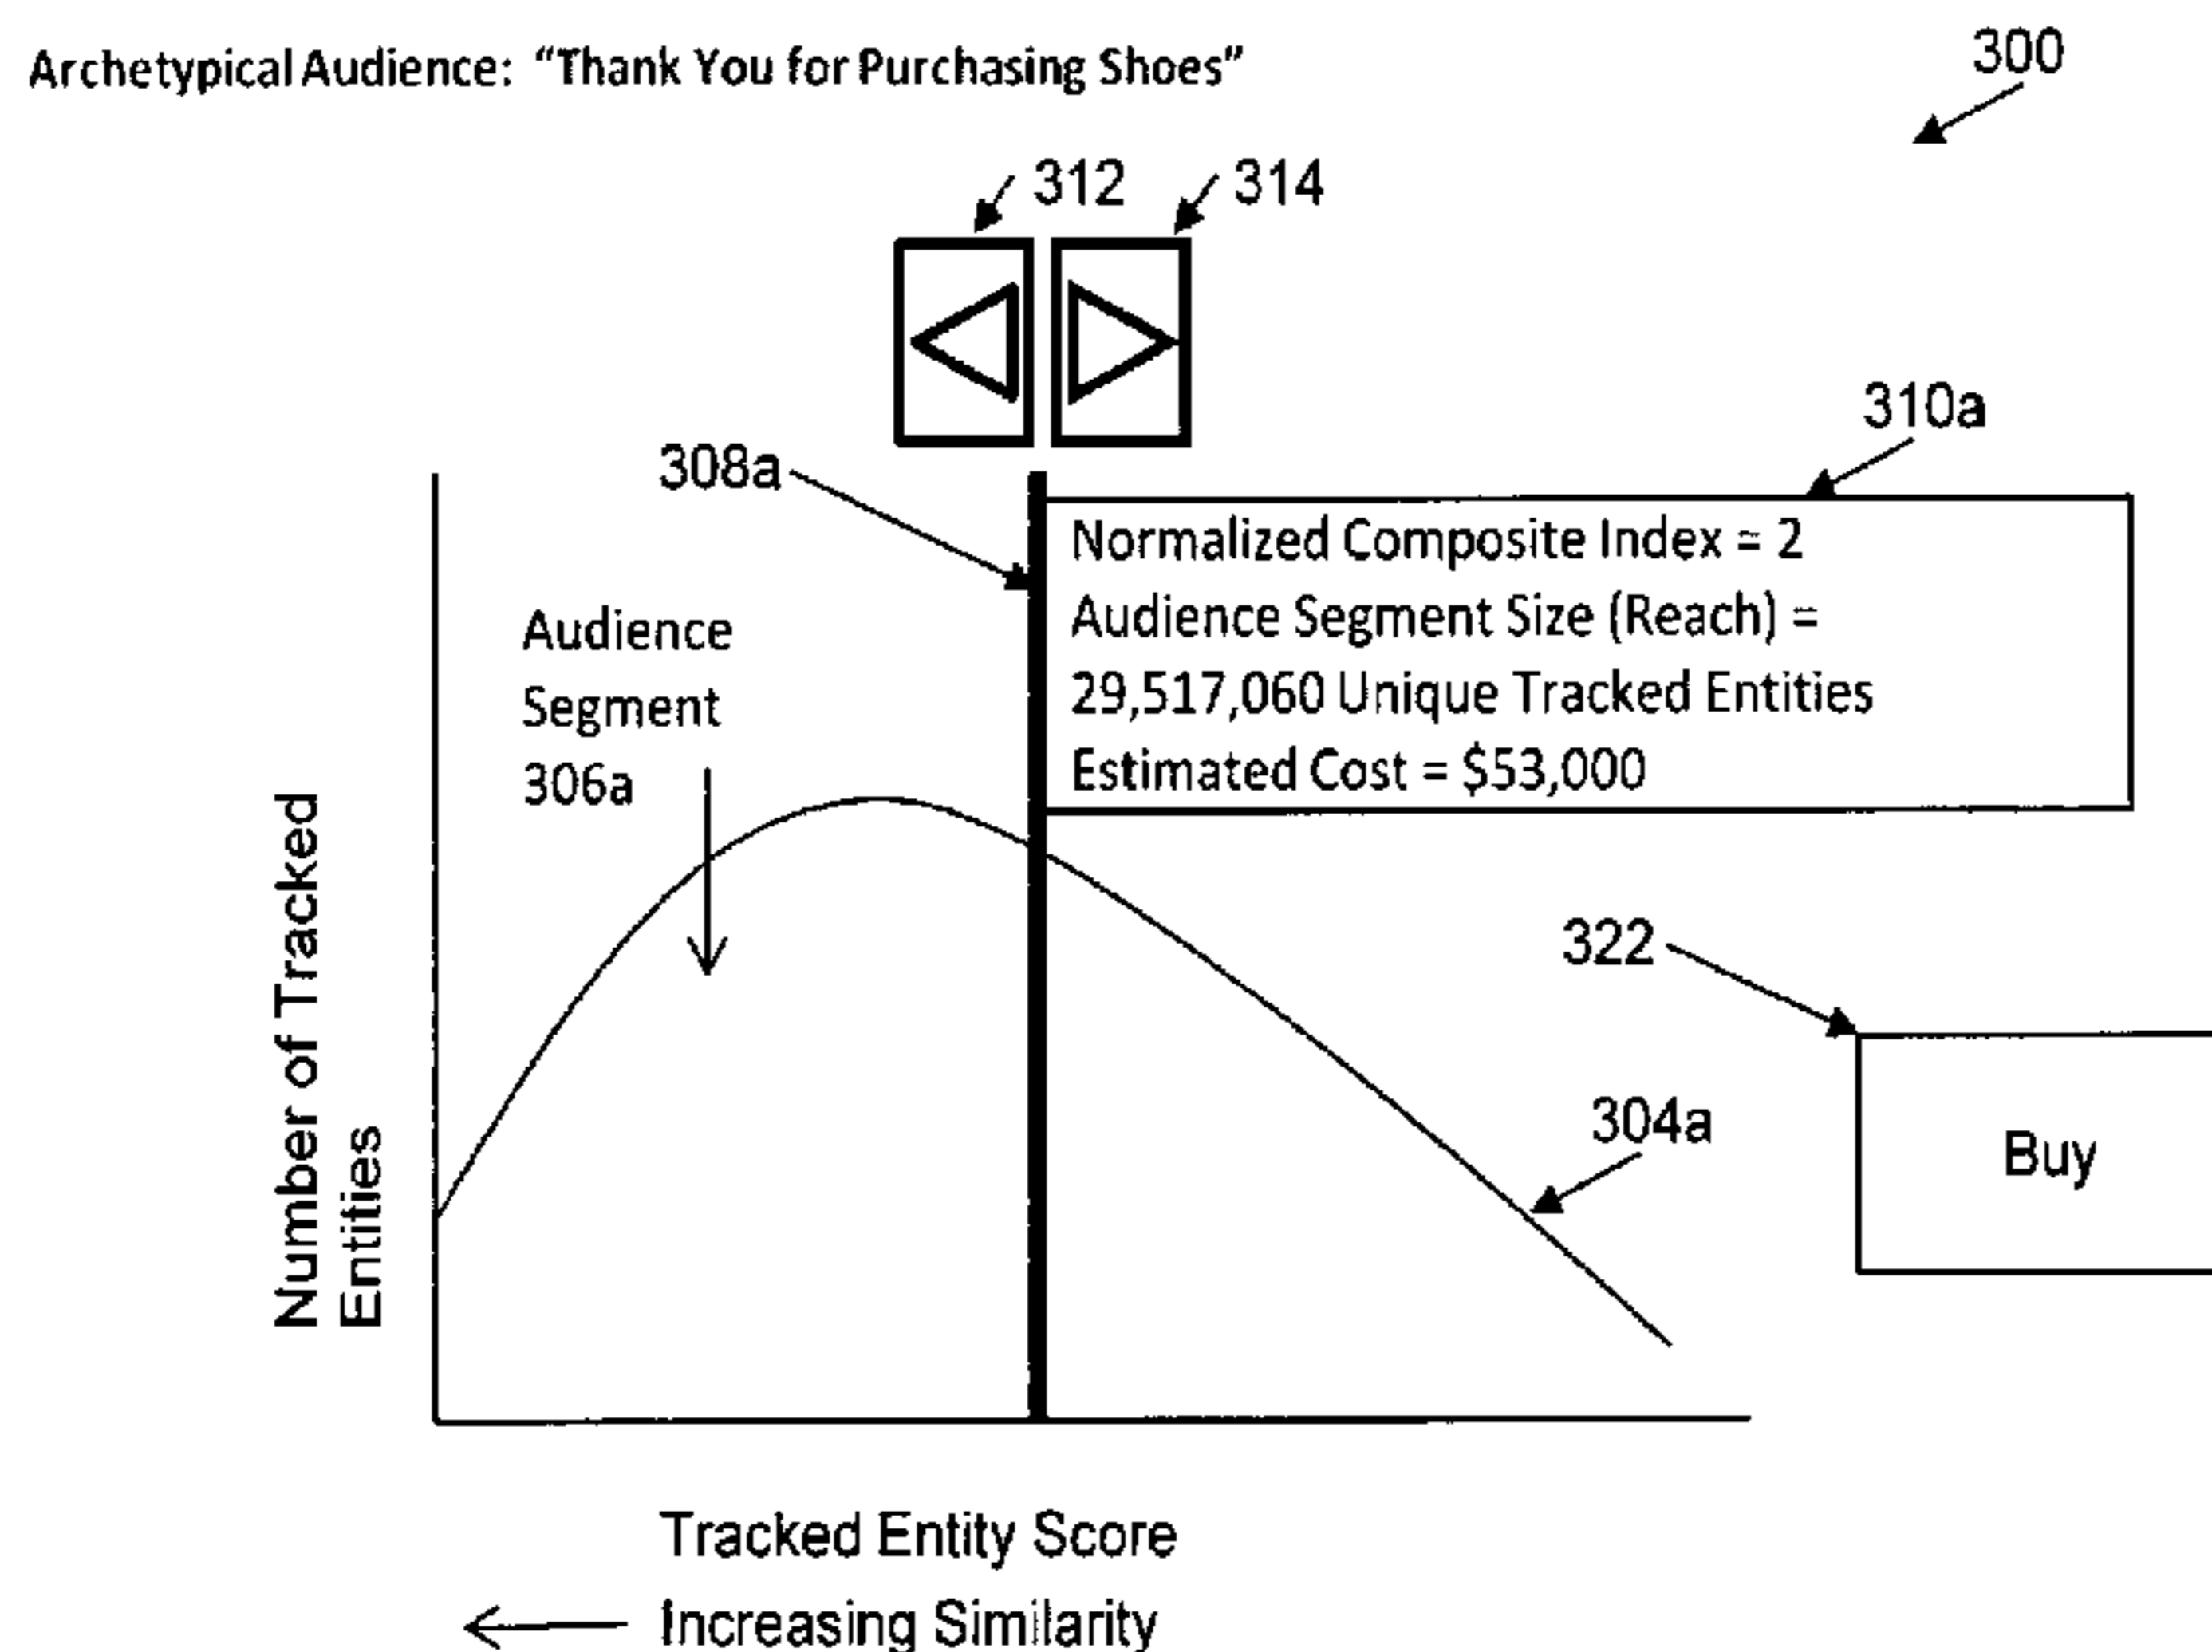 Archetypical Audience: “Thank You for Purchasing Shoes”
300
312
314
310a
308a
Normalized Composite Index = 2
Audience Segment Size (Reach) =
29,517,060 Unique Tracked Entities
Estimated Cost = $53,000
Audience
Segment
306a
322
304a
Buy
Number of Tracked
Entities
Tracked Entity Score
Increasing Similarity